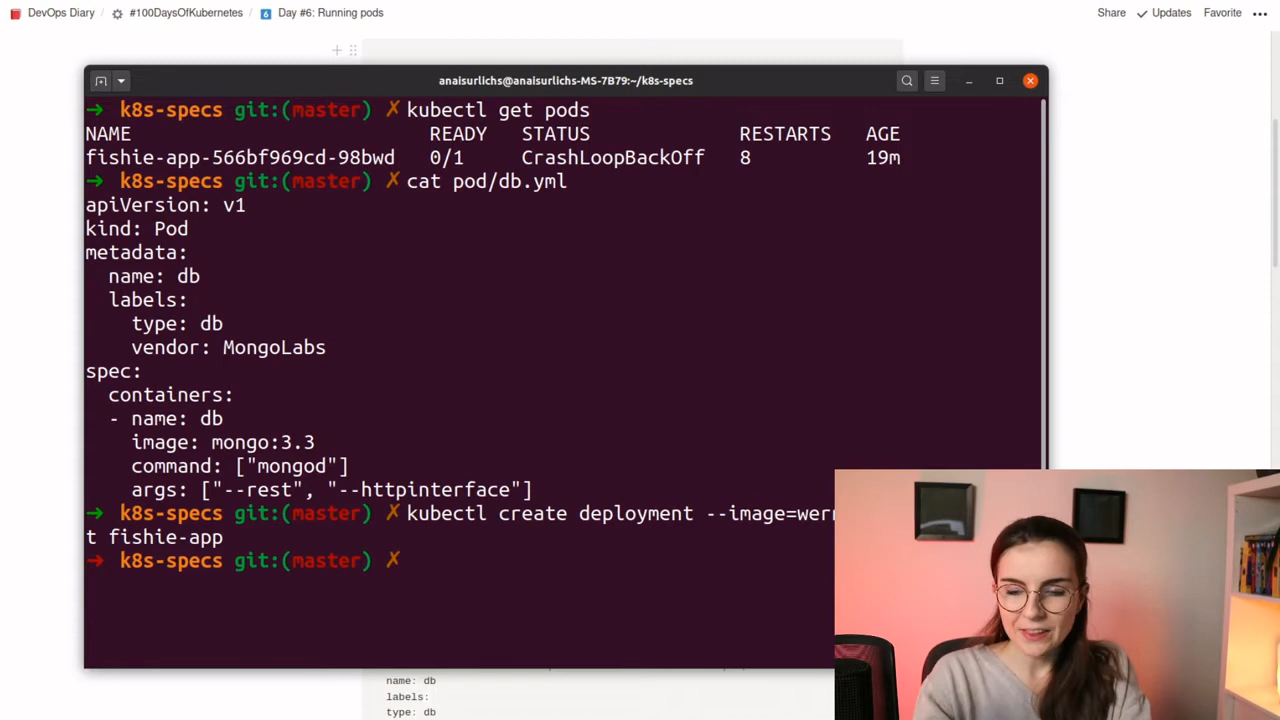 DevOps Diary / #100DaysOfKubernetes / Day #6: Running pods
Share Updates Favorite
anaisurlichs@anaisurlichs-MS-7B79:~/k8s-specs
➜ k8s-specs git:(master) ✗ kubectl get pods
NAME READY STATUS RESTARTS AGE
fishie-app-566bf969cd-98bwd 0/1 CrashLoopBackOff 8 19m
➜ k8s-specs git:(master) ✗ cat pod/db.yml
apiVersion: v1
kind: Pod
metadata:
name: db
labels:
type: db
vendor: MongoLabs
spec:
containers:
- name: db
image: mongo:3.3
command: ["mongod"]
args: ["--rest", "--httpinterface"]
➜ k8s-specs git:(master) ✗ kubectl create deployment --image=
t fishie-app
➜ k8s-specs git:(master) ✗
name: db
labels:
type: db